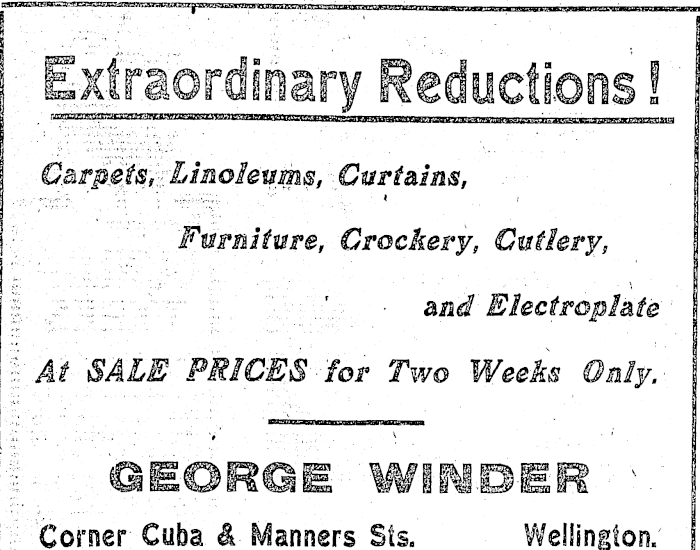 Extraordinary Reductions!
Carpets, Linoleums, Curtains,
Furniture, Crockery, Cutlery,
and Electroplate
At SALE PRICES for Two Weeks Only.
GEORGE WINDER
Corner Cuba & Manners Sts. Wellington.